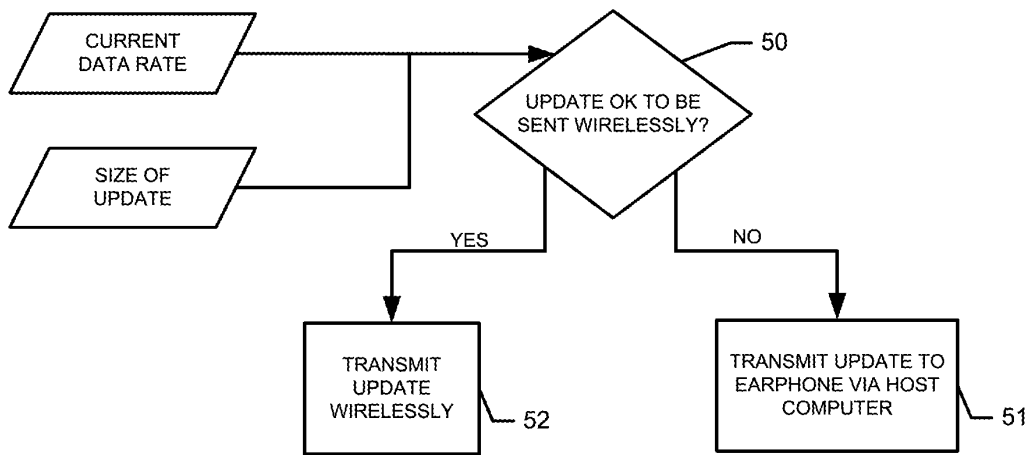 CURRENT
DATA RATE
50
UPDATE OK TO BE
SENT WIRELESSLY?
SIZE OF
UPDATE
YES
NO
TRANSMIT
UPDATE
WIRELESSLY
52
TRANSMIT UPDATE TO
EARPHONE VIA HOST
COMPUTER
51